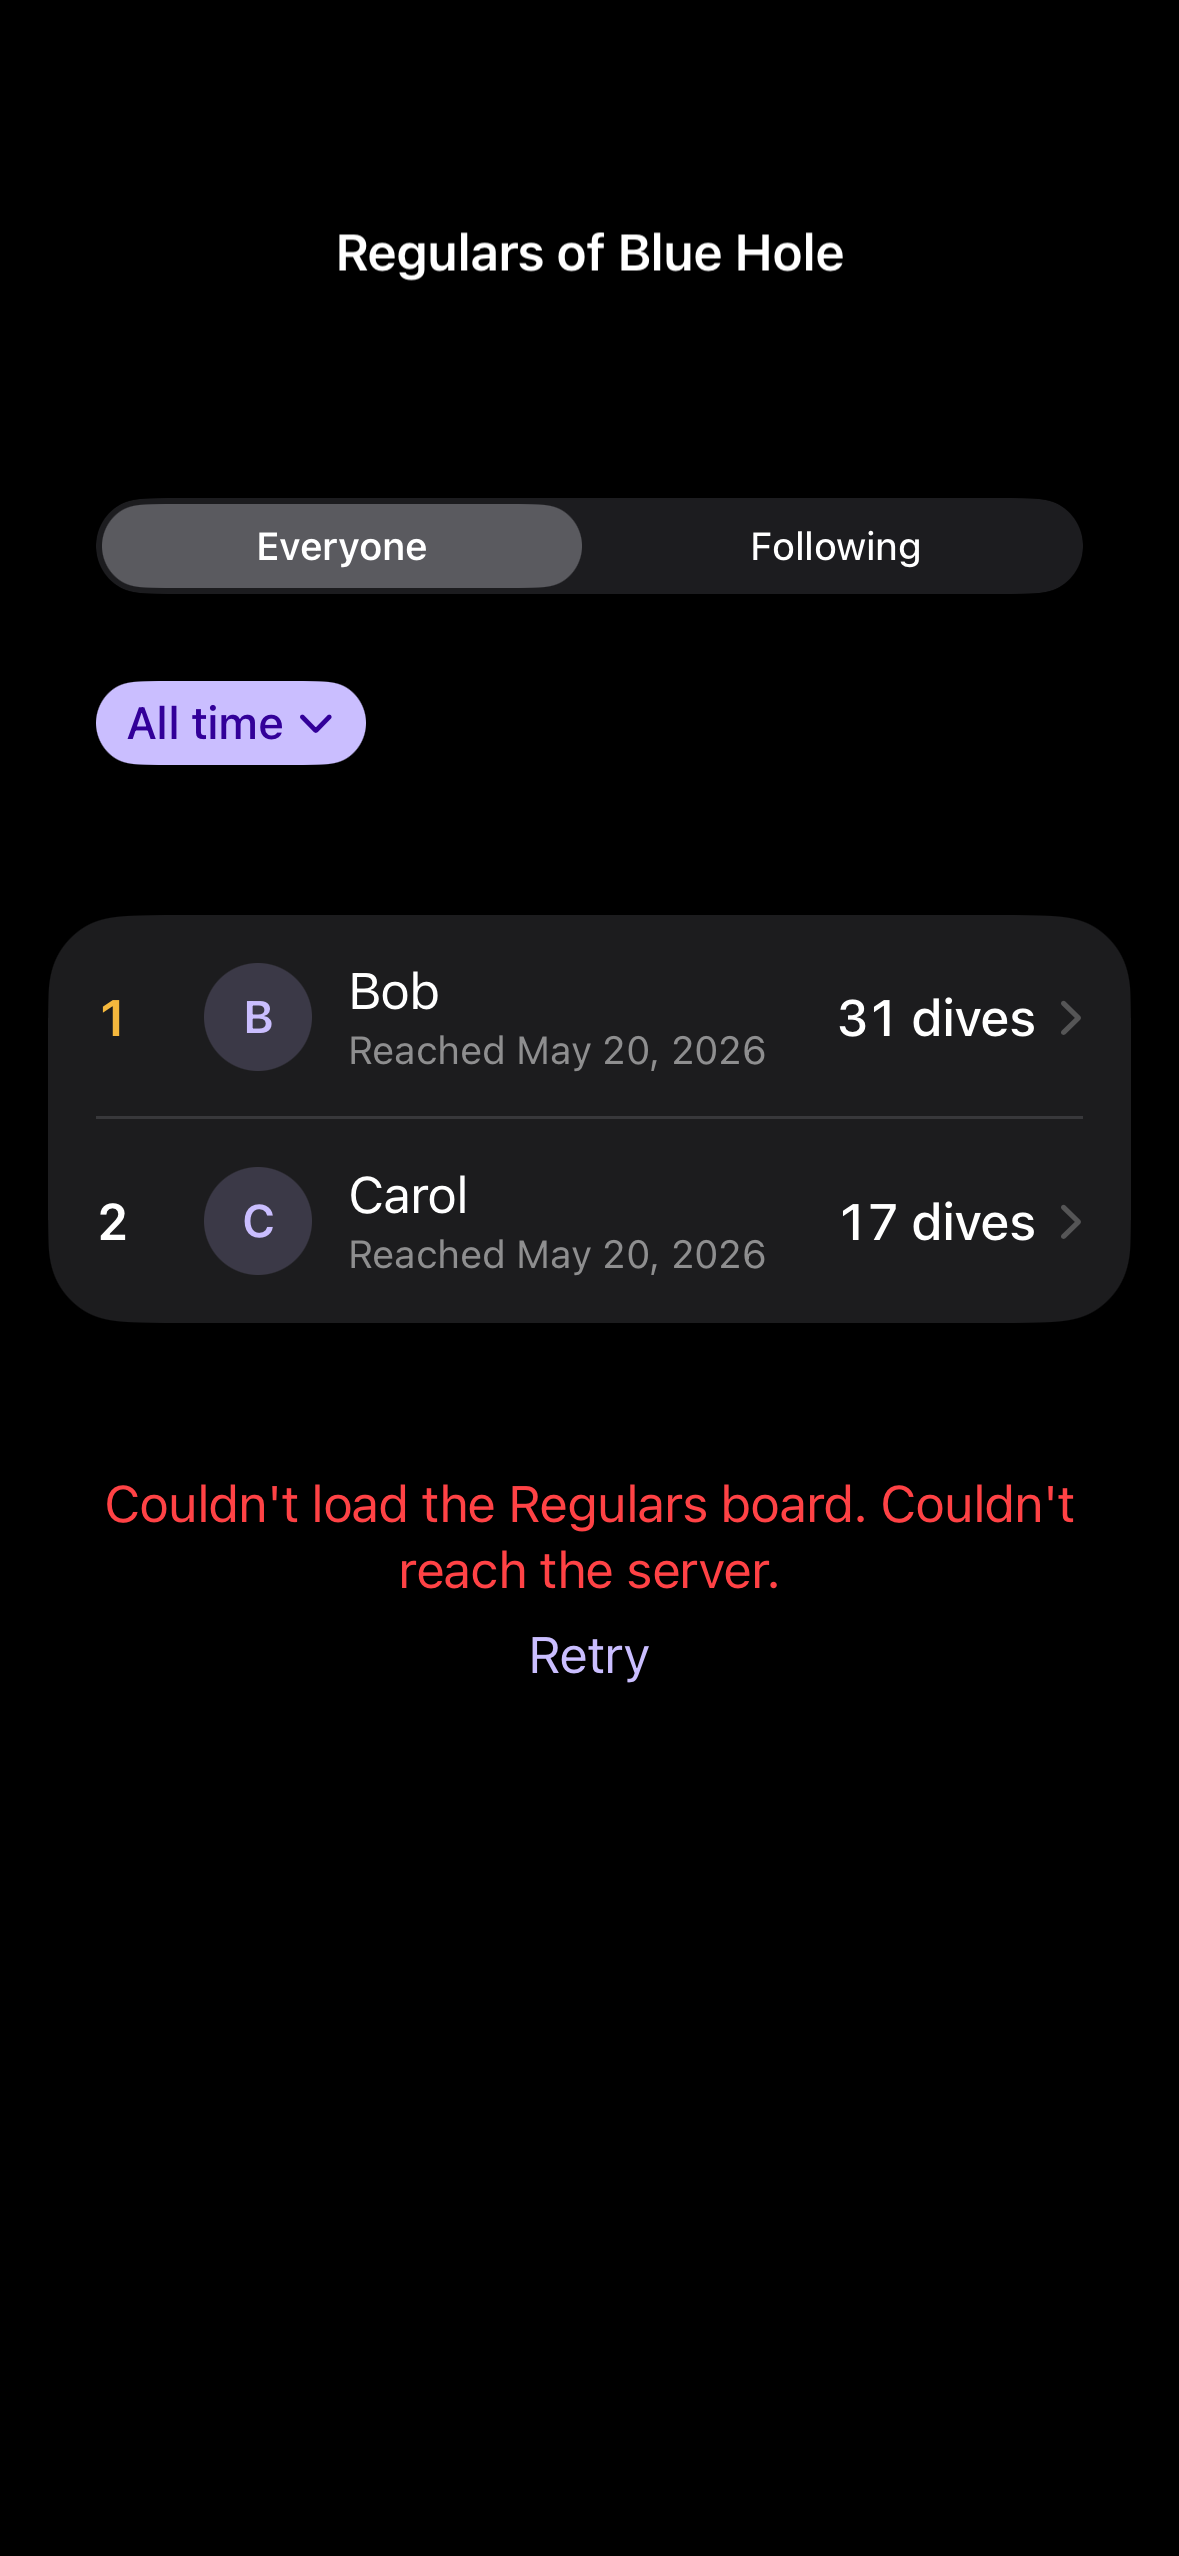 Regulars of Blue Hole
Everyone
Following
All time
1
B
Bob
Reached May 20, 2026
31 dives
2
C
Carol
Reached May 20, 2026
17 dives
Couldn't load the Regulars board. Couldn't
reach the server.
Retry